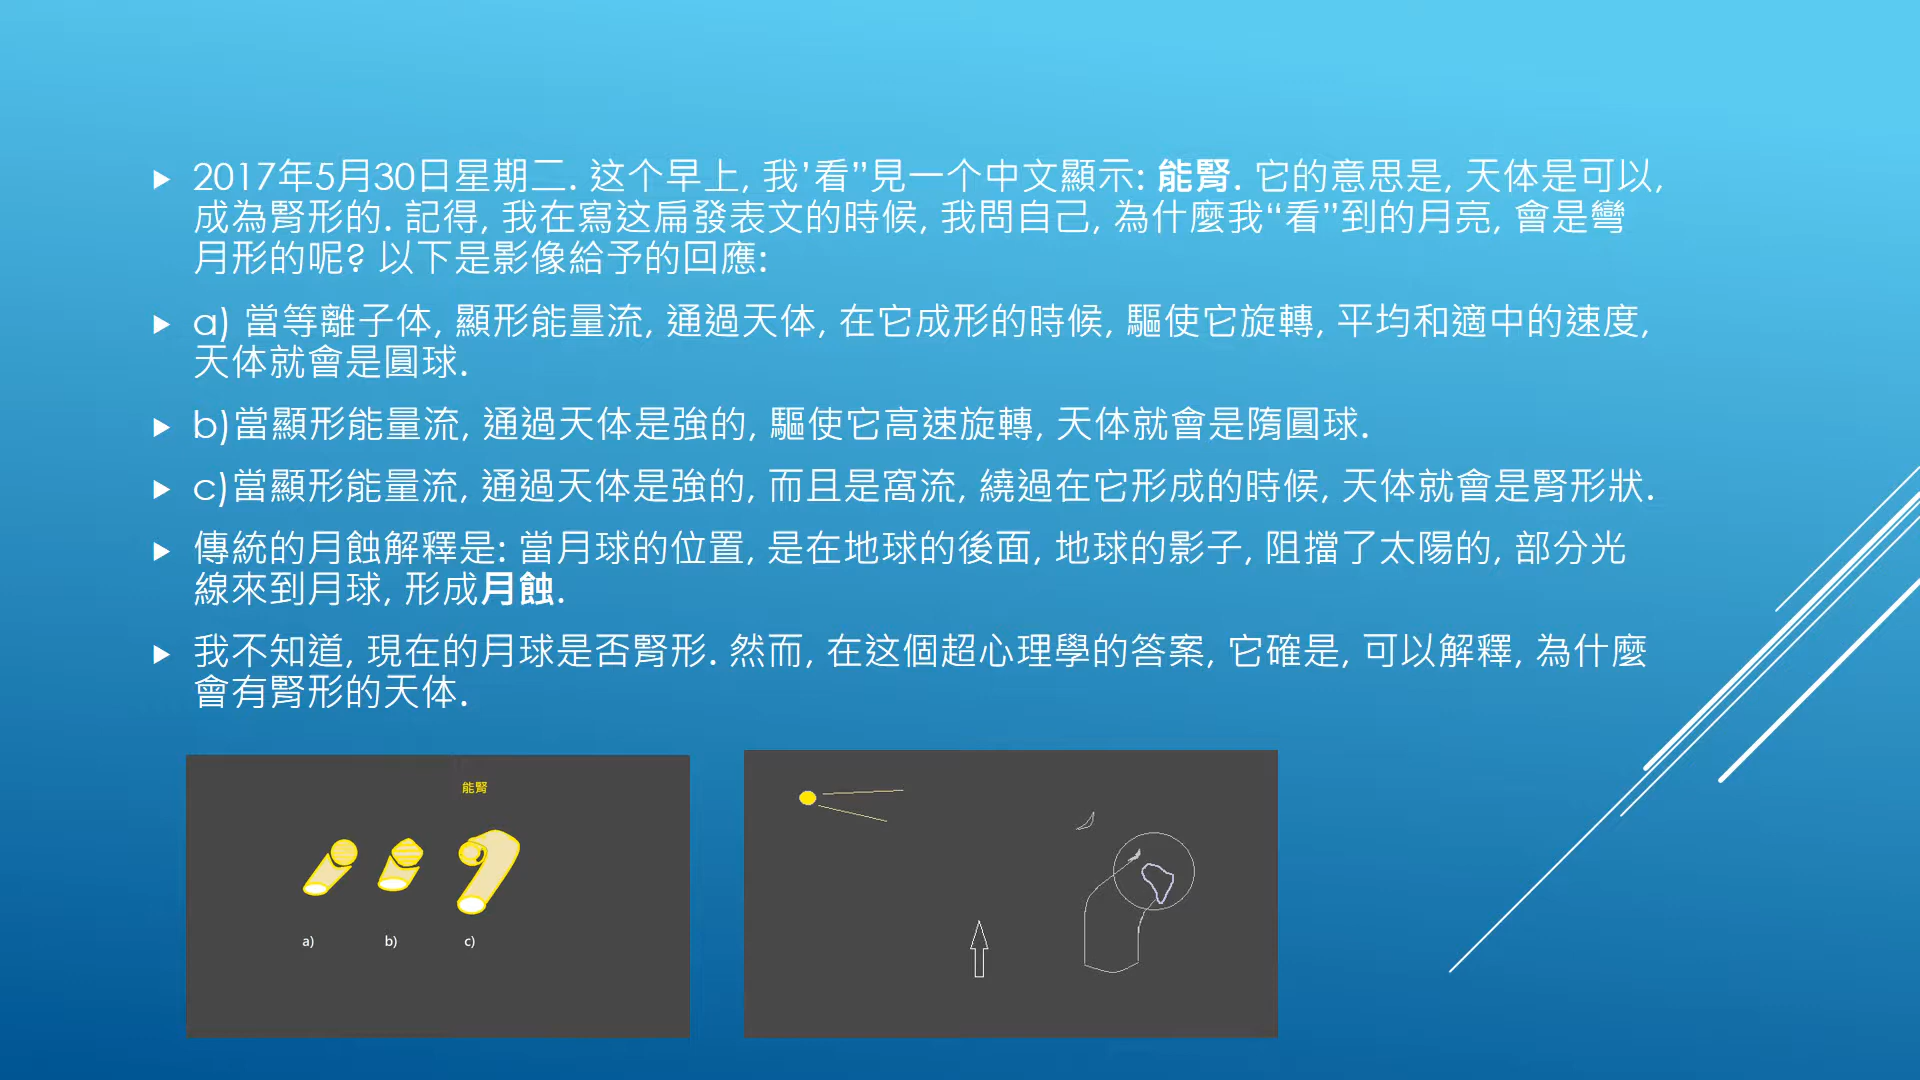 2017年5月30日星期二. 这个早上, 我’看”見一个中文顯示: 能腎. 它的意思是, 天体是可以,
成為腎形的. 記得, 我在寫这扁發表文的時候, 我問自己, 為什麼我“看”到的月亮, 會是彎
月形的呢? 以下是影像給予的回應:
a) 當等離子体, 顯形能量流, 通過天体, 在它成形的時候, 驅使它旋轉, 平均和適中的速度,
天体就會是圓球.
b)當顯形能量流, 通過天体是強的, 驅使它高速旋轉, 天体就會是隋圓球.
c)當顯形能量流, 通過天体是強的, 而且是窩流, 繞過在它形成的時候, 天体就會是腎形狀.
傳統的月蝕解釋是: 當月球的位置, 是在地球的後面, 地球的影子, 阻擋了太陽的, 部分光
線來到月球, 形成月蝕.
我不知道, 現在的月球是否腎形. 然而, 在这個超心理學的答案, 它確是, 可以解釋, 為什麼
會有腎形的天体.
能腎
a) b) c)